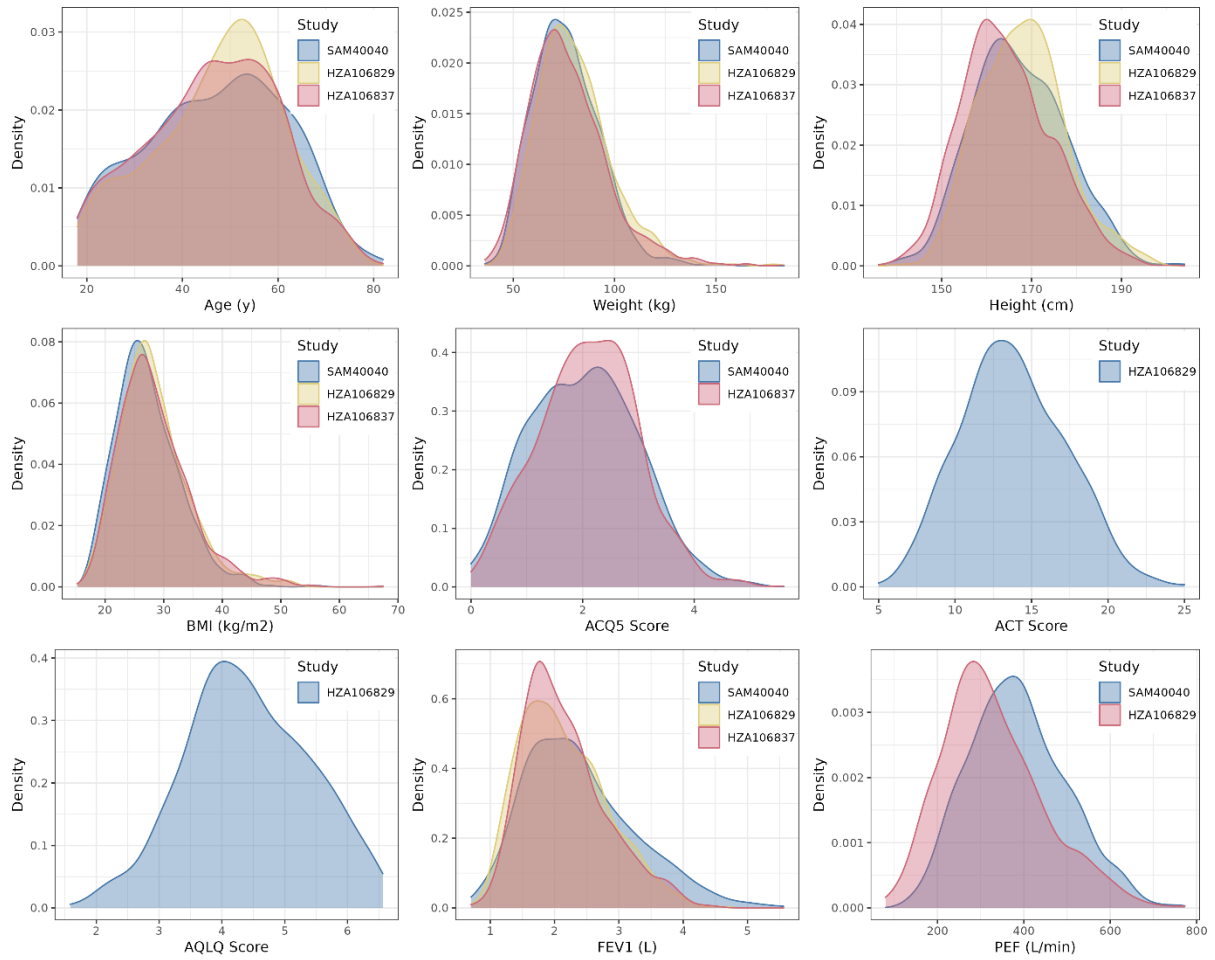 Study
SAM40040
HZA106829
HZA106837
Density
0.03
0.02
0.01
0.00
20 40 60 80
Age (y)
Study
SAM40040
HZA106829
HZA106837
Density
0.025
0.020
0.015
0.010
0.005
0.000
50 100 150
Weight (kg)
Study
SAM40040
HZA106829
HZA106837
Density
0.04
0.03
0.02
0.01
0.00
150 170 190
Height (cm)
Study
SAM40040
HZA106829
HZA106837
Density
0.08
0.06
0.04
0.02
0.00
20 30 40 50 60 70
BMI (kg/m2)
Study
SAM40040
HZA106837
Density
0.4
0.3
0.2
0.1
0.0
0 2 4
ACQ5 Score
Study
HZA106829
Density
0.09
0.06
0.03
0.00
5 10 15 20 25
ACT Score
Study
HZA106829
Density
0.4
0.3
0.2
0.1
0.0
2 3 4 5 6
AQLQ Score
Study
SAM40040
HZA106829
HZA106837
Density
0.6
0.4
0.2
0.0
1 2 3 4 5
FEV1 (L)
Study
SAM40040
HZA106829
Density
0.003
0.002
0.001
0.000
200 400 600 800
PEF (L/min)